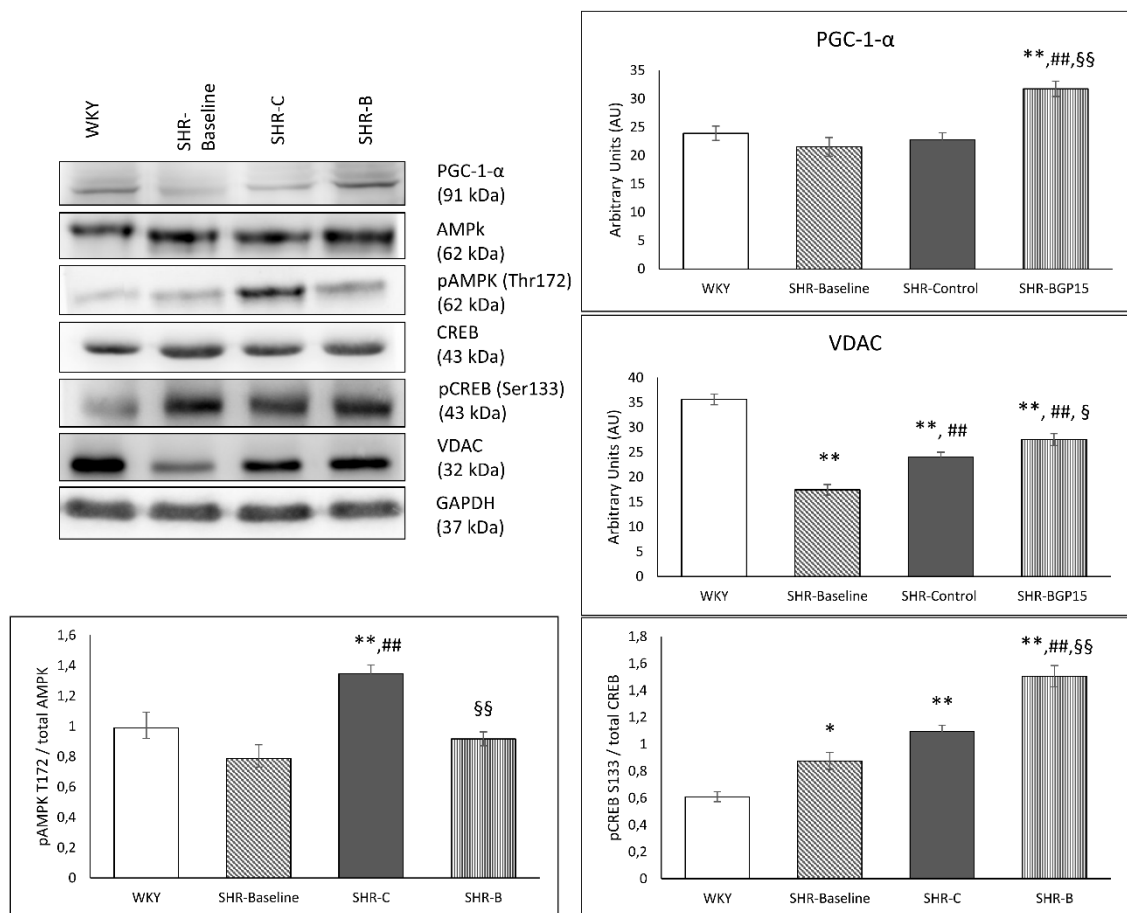 WKY
SHR-
Baseline
SHR-C
SHR-B
PGC-1-α
(91 kDa)
AMPk
(62 kDa)
pAMPK (Thr172)
(62 kDa)
CREB
(43 kDa)
pCREB (Ser133)
(43 kDa)
VDAC
(32 kDa)
GAPDH
(37 kDa)
PGC-1-α
**,##,§§
Arbitrary Units (AU)
35
30
25
20
15
10
5
0
WKY SHR-Baseline SHR-Control SHR-BGP15
VDAC
**
**, ##
**, ##, §
Arbitrary Units (AU)
40
35
30
25
20
15
10
5
0
WKY SHR-Baseline SHR-Control SHR-BGP15
**,##
§§
pAMPK T172 / total AMPK
1,6
1,4
1,2
1
0,8
0,6
0,4
0,2
0
WKY SHR-Baseline SHR-C SHR-B
*
**
**,##,§§
pCREB S133 / total CREB
1,8
1,6
1,4
1,2
1
0,8
0,6
0,4
0,2
0
WKY SHR-Baseline SHR-C SHR-B